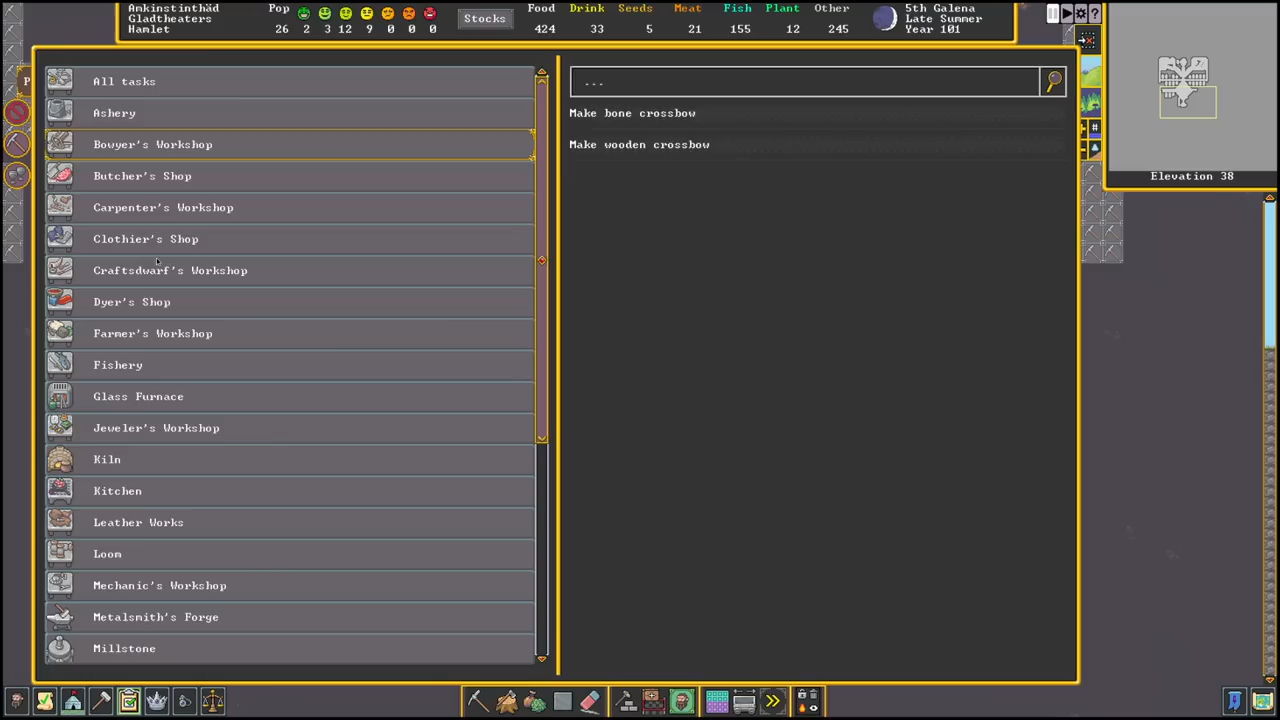 Amkinstinthäd
Gladtheaters
Hamlet
Pop
26 2 3 12 9 0 0 0
Stocks
Food Drink Seeds Meat Fish Plant Other
424 33 5 21 155 12 245
5th Galena
Late Summer
Year 101
P
All tasks
Ashery
Bowyer's Workshop
Butcher's Shop
Carpenter's Workshop
Clothier's Shop
Craftsdwarf's Workshop
Dyer's Shop
Farmer's Workshop
Fishery
Glass Furnace
Jeweler's Workshop
Kiln
Kitchen
Leather Works
Loom
Mechanic's Workshop
Metalsmith's Forge
Millstone
...
Make bone crossbow
Make wooden crossbow
?
#
Elevation 38